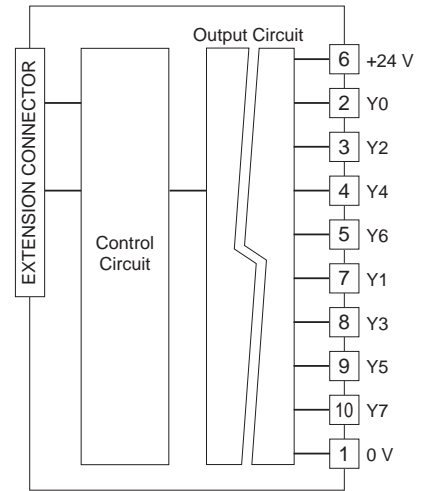 Output Circuit
EXTENSION CONNECTOR
Control
Circuit
6 +24 V
2 Y0
3 Y2
4 Y4
5 Y6
7 Y1
8 Y3
9 Y5
10 Y7
1 0 V